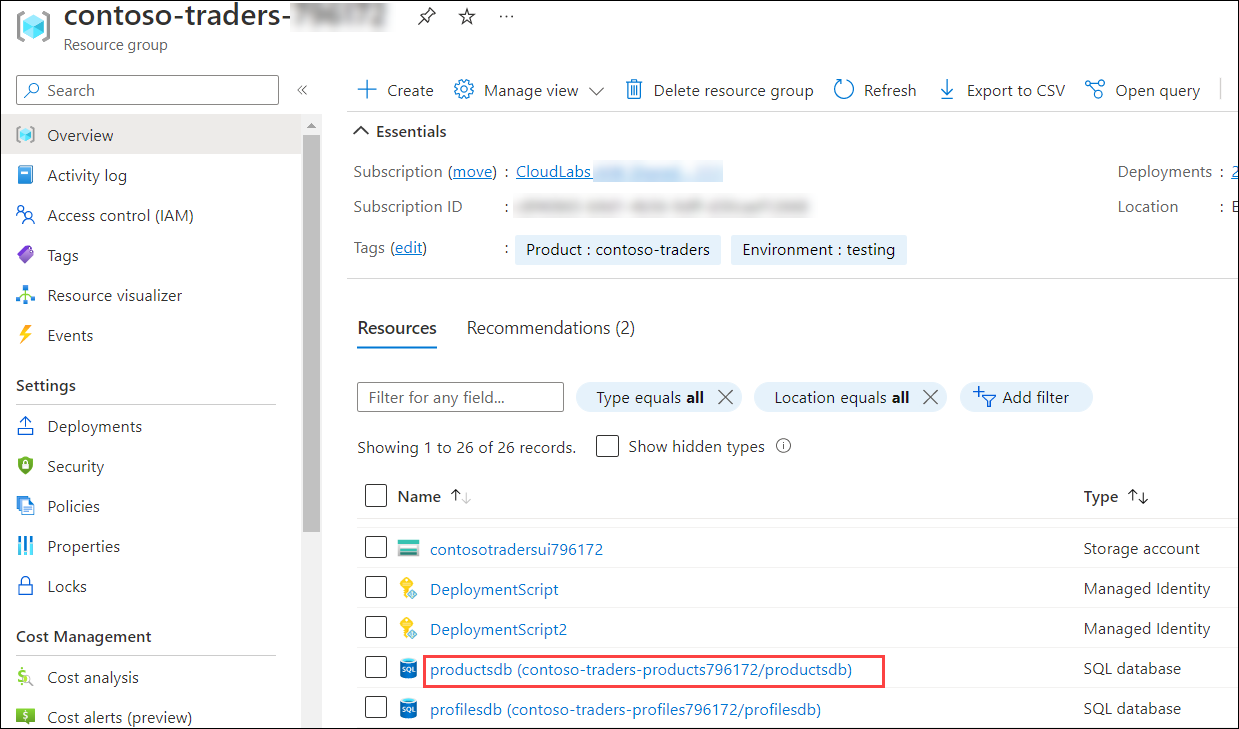 contoso-traders-
Resource group
Search
«
Create
Manage view
Delete resource group
Refresh
Export to CSV
Open query
Overview
Activity log
Access control (IAM)
Tags
Resource visualizer
Events
Settings
Deployments
Security
Policies
Properties
Locks
Cost Management
Cost analysis
Cost alerts (preview)
Essentials
Subscription (move) : CloudLabs
Deployments : 2
Subscription ID :
Location : E
Tags (edit) : Product : contoso-traders Environment : testing
Resources Recommendations (2)
Filter for any field... Type equals all Location equals all Add filter
Showing 1 to 26 of 26 records. Show hidden types
Name Type
contosotradersui796172 Storage account
DeploymentScript Managed Identity
DeploymentScript2 Managed Identity
SQL productsdb (contoso-traders-products796172/productsdb) SQL database
SQL profilesdb (contoso-traders-profiles796172/profilesdb) SQL database